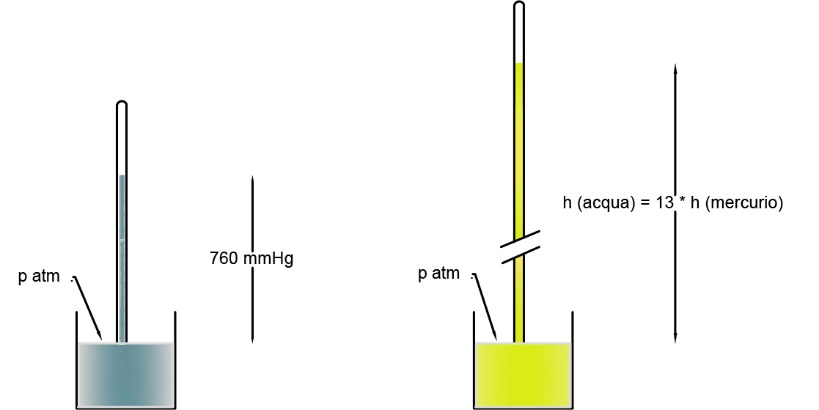 760 mmHg
p atm
h (acqua) = 13 * h (mercurio)
p atm